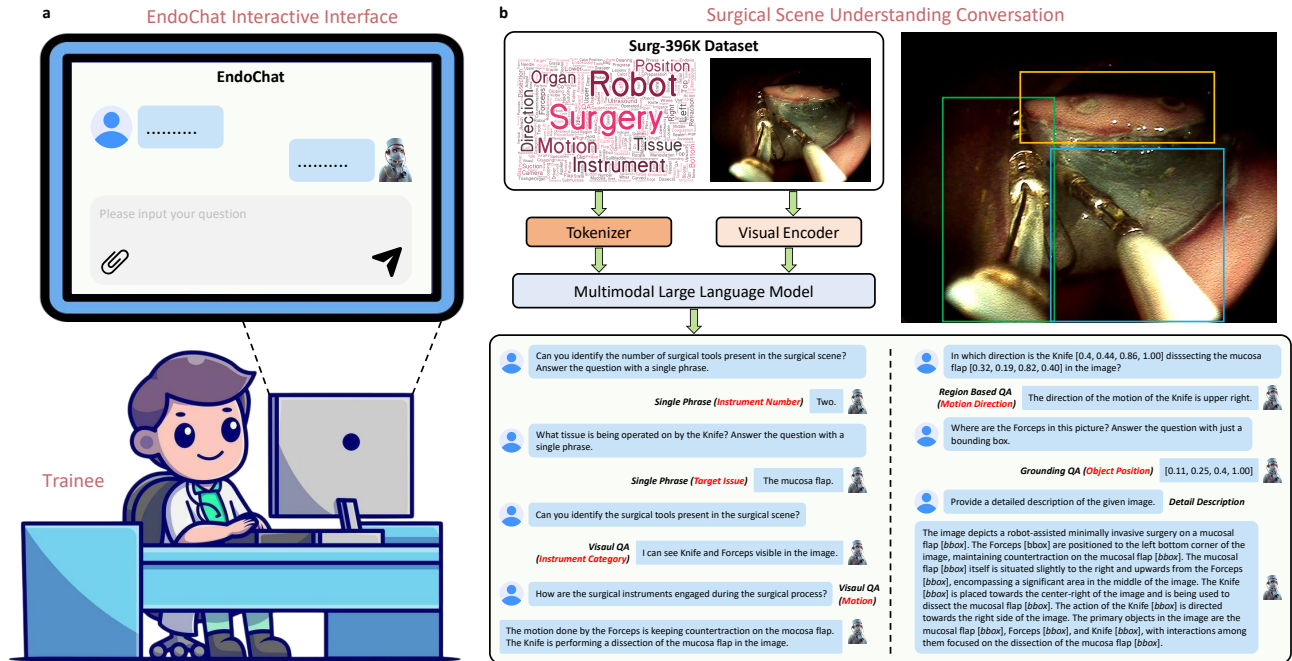 a
EndoChat Interactive Interface
EndoChat
..........
..........
Please input your question
Trainee
b
Surgical Scene Understanding Conversation
Surg-396K Dataset
Robot
Surgery
Organ
Position
Direction
Motion
Tissue
Instrument
Forceps
Left
Right
Top
Bottom
Suction
Camera
Ultrasound
Tokenizer
Visual Encoder
Multimodal Large Language Model
Can you identify the number of surgical tools present in the surgical scene?
Answer the question with a single phrase.
Single Phrase (Instrument Number)
Two.
What tissue is being operated on by the Knife? Answer the question with a
single phrase.
Single Phrase (Target Issue)
The mucosa flap.
Can you identify the surgical tools present in the surgical scene?
Visaul QA
(Instrument Category)
I can see Knife and Forceps visible in the image.
How are the surgical instruments engaged during the surgical process?
Visaul QA
(Motion)
The motion done by the Forceps is keeping countertraction on the mocosa flap.
The Knife is performing a dissection of the mucosa flap in the image.
In which direction is the Knife [0.4, 0.44, 0.86, 1.00] disssecting the mucosa
flap [0.32, 0.19, 0.82, 0.40] in the image?
Region Based QA
(Motion Direction)
The direction of the motion of the Knife is upper right.
Where are the Forceps in this picture? Answer the question with just a
bounding box.
Grounding QA (Object Position)
[0.11, 0.25, 0.4, 1.00]
Provide a detailed description of the given image.
Detail Description
The image depicts a robot-assisted minimally invasive surgery on a mucosal
flap [bbox]. The Forceps [bbox] are positioned to the left bottom corner of the
image, maintaining countertraction on the mucosal flap [bbox]. The mucosal
flap [bbox] itself is situated slightly to the right and upwards from the Forceps
[bbox], encompassing a significant area in the middle of the image. The Knife
[bbox] is placed towards the center-right of the image and is being used to
dissect the mucosal flap [bbox]. The action of the Knife [bbox] is directed
towards the right side of the image. The primary objects in the image are the
mucosal flap [bbox], Forceps [bbox], and Knife [bbox], with interactions among
them focused on the dissection of the mucosal flap [bbox].